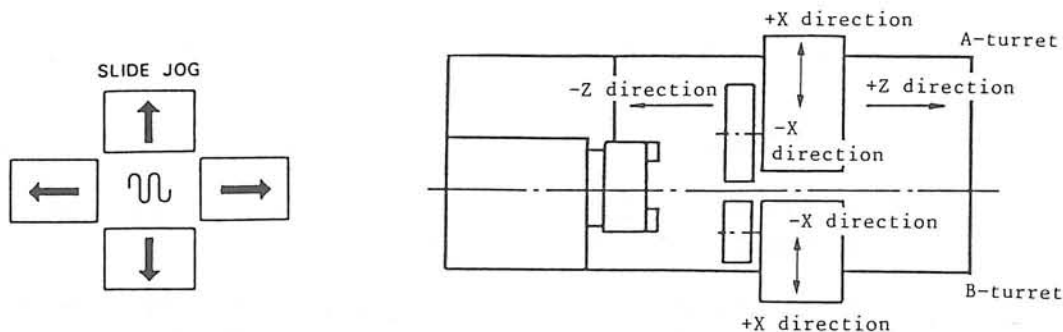 SLIDE JOG
+X direction
A-turret
-Z direction
+Z direction
-X
direction
-X direction
B-turret
+X direction